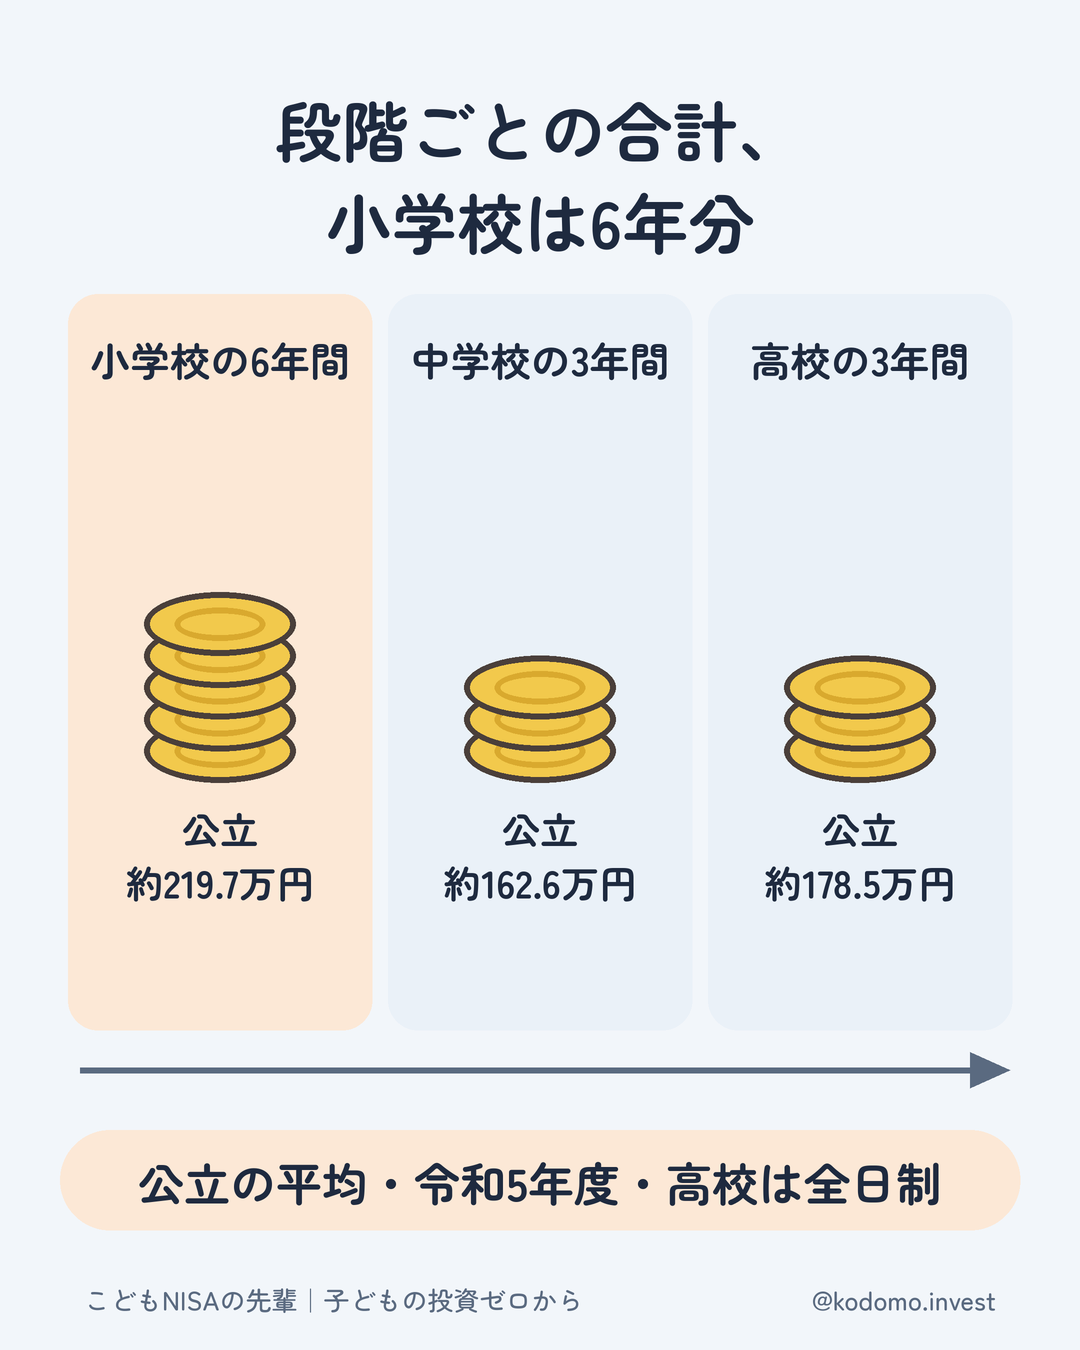 段階ごとの合計、
小学校は6年分
小学校の6年間
公立
約219.7万円
中学校の3年間
公立
約162.6万円
高校の3年間
公立
約178.5万円
公立の平均・令和5年度・高校は全日制
こどもNISAの先輩｜子どもの投資ゼロから
@kodomo.invest